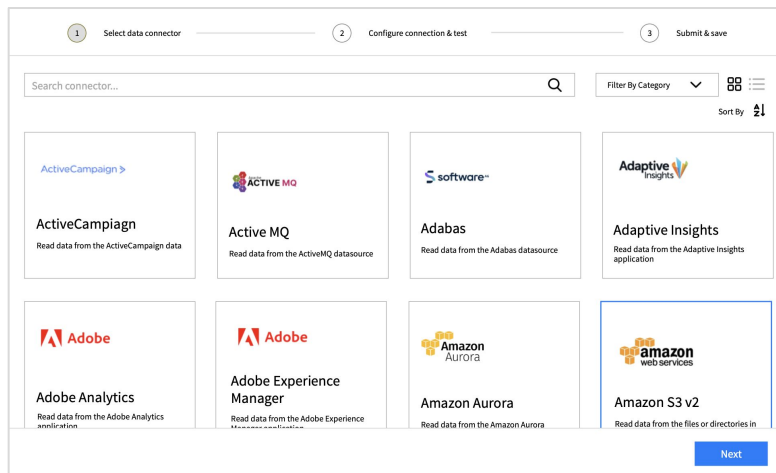 1 Select data connector
2 Configure connection & test
3 Submit & save
Search connector...
Filter By Category
Sort By
ActiveCampaign >
ActiveCampiagn
Read data from the ActiveCampaign data
ACTIVE MQ
Active MQ
Read data from the ActiveMQ datasource
software
Adabas
Read data from the Adabas datasource
Adaptive
Insights
Adaptive Insights
Read data from the Adaptive Insights
application
Adobe
Adobe Analytics
Read data from the Adobe Analytics
application
Adobe
Adobe Experience
Manager
Read data from the Adobe Experience
Manager application
Amazon
Aurora
Amazon Aurora
Read data from the Amazon Aurora
amazon
web services
Amazon S3 v2
Read data from the files or directories in
Next